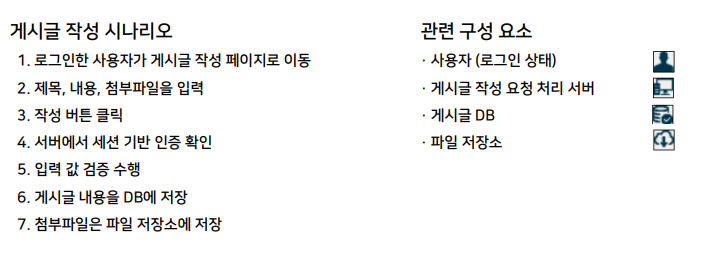 게시글 작성 시나리오
1. 로그인한 사용자가 게시글 작성 페이지로 이동
2. 제목, 내용, 첨부파일을 입력
3. 작성 버튼 클릭
4. 서버에서 세션 기반 인증 확인
5. 입력 값 검증 수행
6. 게시글 내용을 DB에 저장
7. 첨부파일은 파일 저장소에 저장
관련 구성 요소
· 사용자 (로그인 상태)
· 게시글 작성 요청 처리 서버
· 게시글 DB
· 파일 저장소